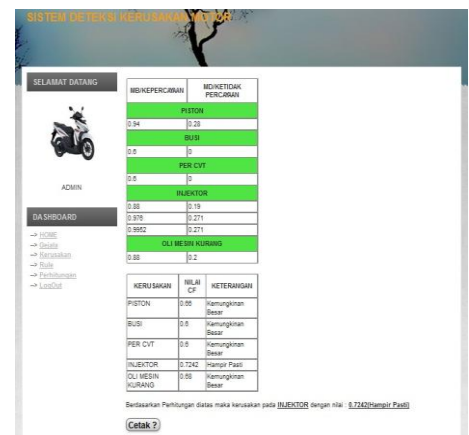 SISTEM DETEKSI KERUSAKAN MOTOR
SELAMAT DATANG
ADMIN
DASHBOARD
--> HOME
--> Gejala
--> Kerusakan
--> Rule
--> Perhitungan
--> LogOut
MB/KEPERCAYAAN MD/KETIDAK PERCAYAAN
PISTON
0.94 0.28
BUSI
0.6 0
PER CVT
0.6 0
INJEKTOR
0.88 0.19
0.976 0.271
0.9952 0.271
OLI MESIN KURANG
0.88 0.2
KERUSAKAN NILAI CF KETERANGAN
PISTON 0.66 Kemungkinan Besar
BUSI 0.6 Kemungkinan Besar
PER CVT 0.6 Kemungkinan Besar
INJEKTOR 0.7242 Hampir Pasti
OLI MESIN KURANG 0.68 Kemungkinan Besar
Berdasarkan Perhitungan diatas maka kerusakan pada INJEKTOR dengan nilai : 0.7242(Hampir Pasti)
Cetak ?)